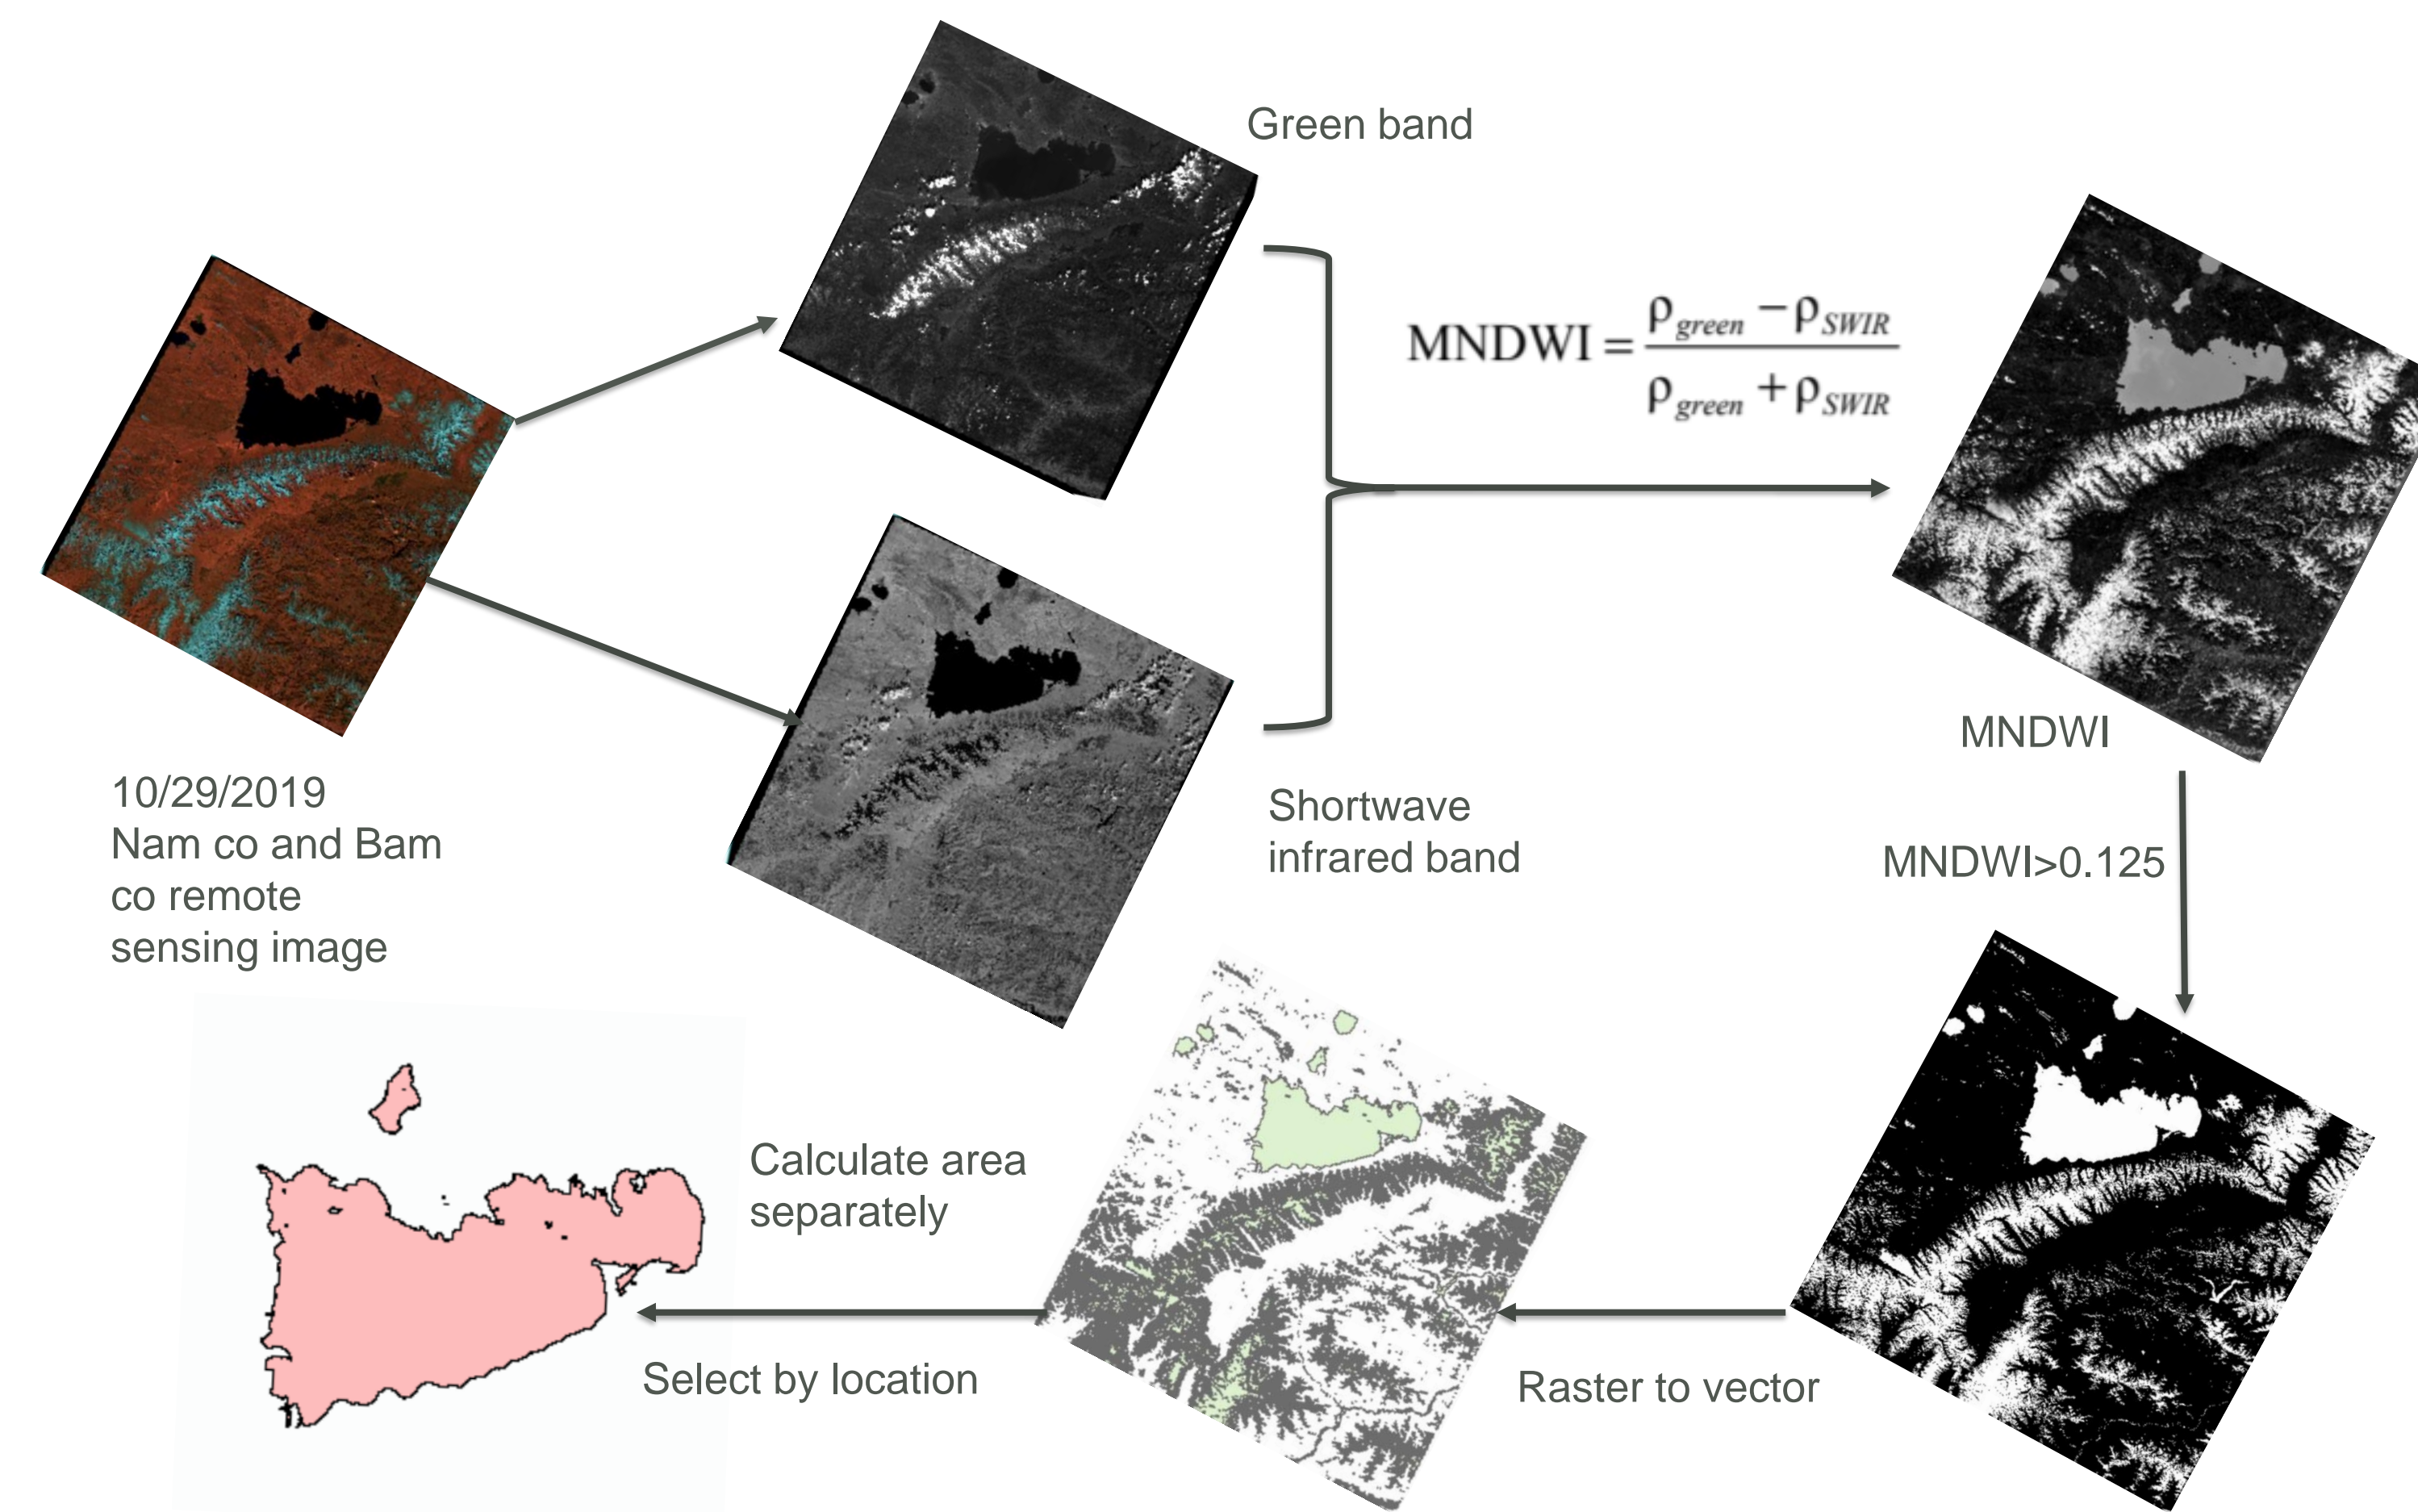 Green band
MNDWI = ρgreen − ρSWIR
ρgreen + ρSWIR
10/29/2019
Nam co and Bam
co remote
sensing image
Shortwave
infrared band
MNDWI
MNDWI>0.125
Calculate area
separately
Select by location
Raster to vector